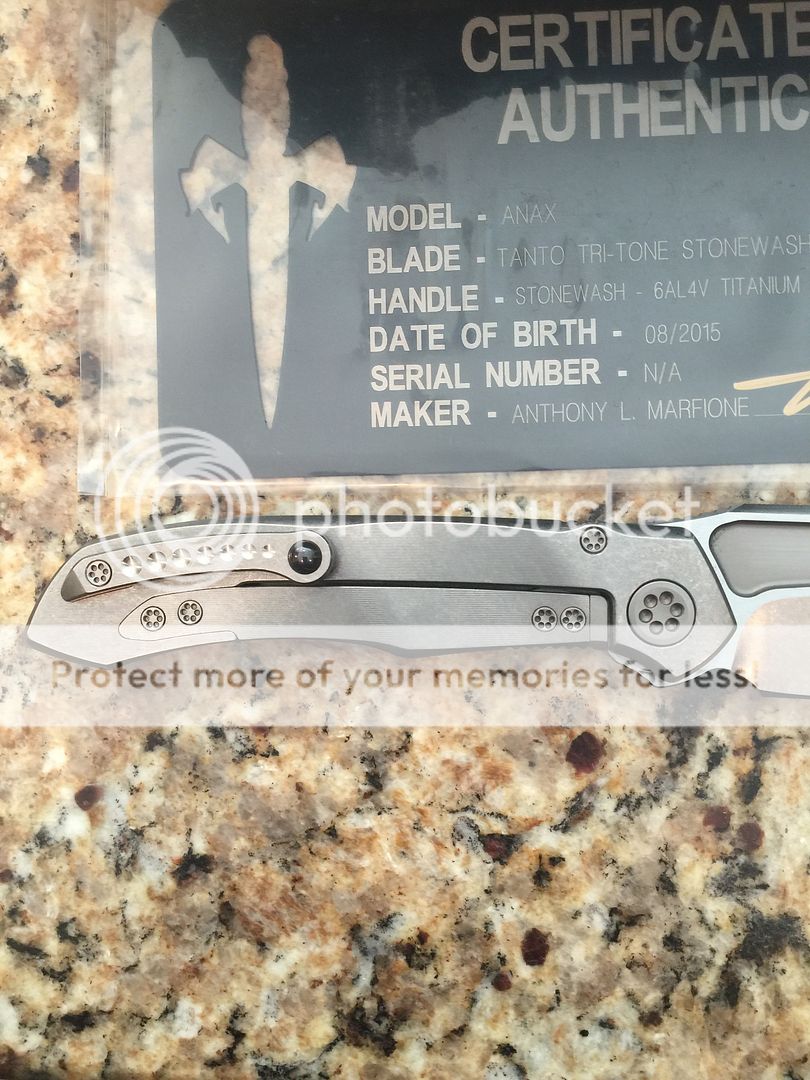 CERTIFICATE
AUTHENTIC
MODEL - ANAX
BLADE - TANTO TRI-TONE STONEWASH
HANDLE - STONEWASH - 6AL4V TITANIUM
DATE OF BIRTH - 08/2015
SERIAL NUMBER - N/A
MAKER - ANTHONY L. MARFIONE
photobucket
Protect more of your memories for less!